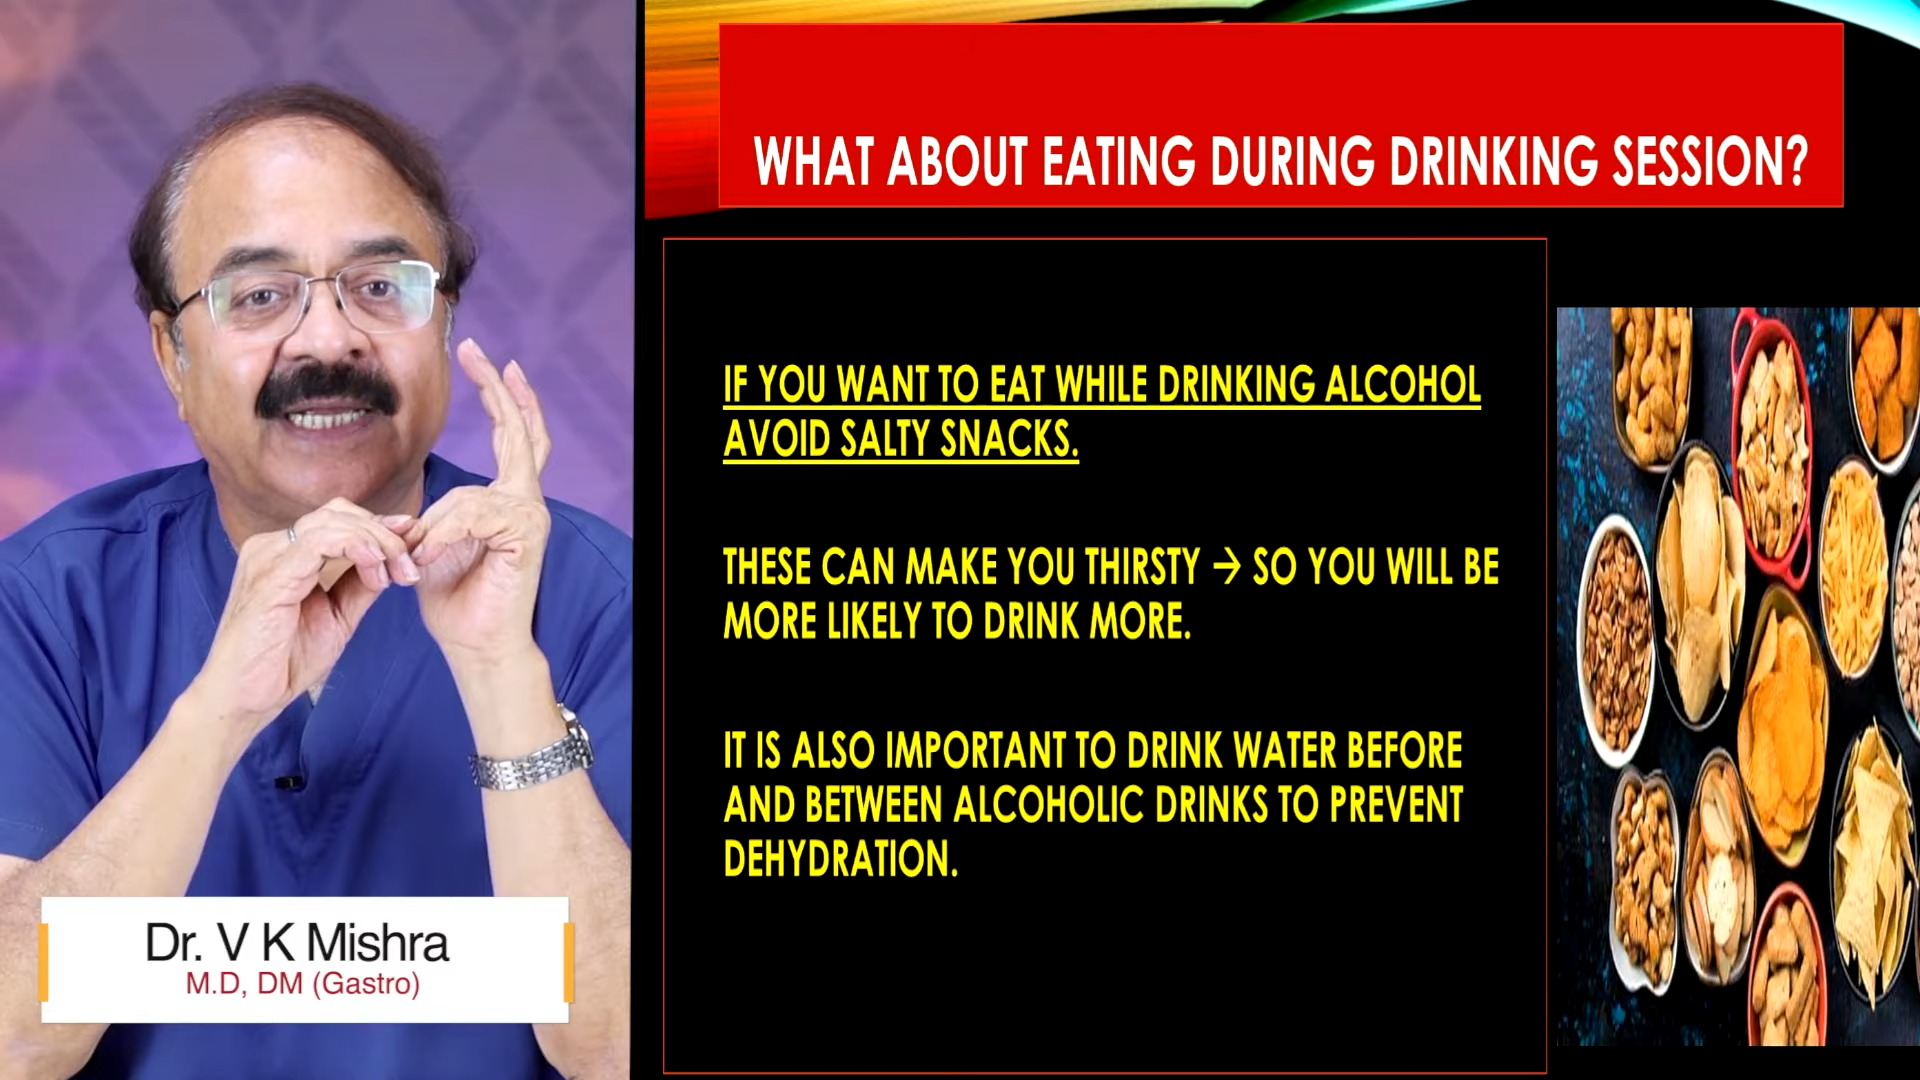 WHAT ABOUT EATING DURING DRINKING SESSION?
IF YOU WANT TO EAT WHILE DRINKING ALCOHOL
AVOID SALTY SNACKS.
THESE CAN MAKE YOU THIRSTY → SO YOU WILL BE
MORE LIKELY TO DRINK MORE.
IT IS ALSO IMPORTANT TO DRINK WATER BEFORE
AND BETWEEN ALCOHOLIC DRINKS TO PREVENT
DEHYDRATION.
Dr. V K Mishra
M.D, DM (Gastro)